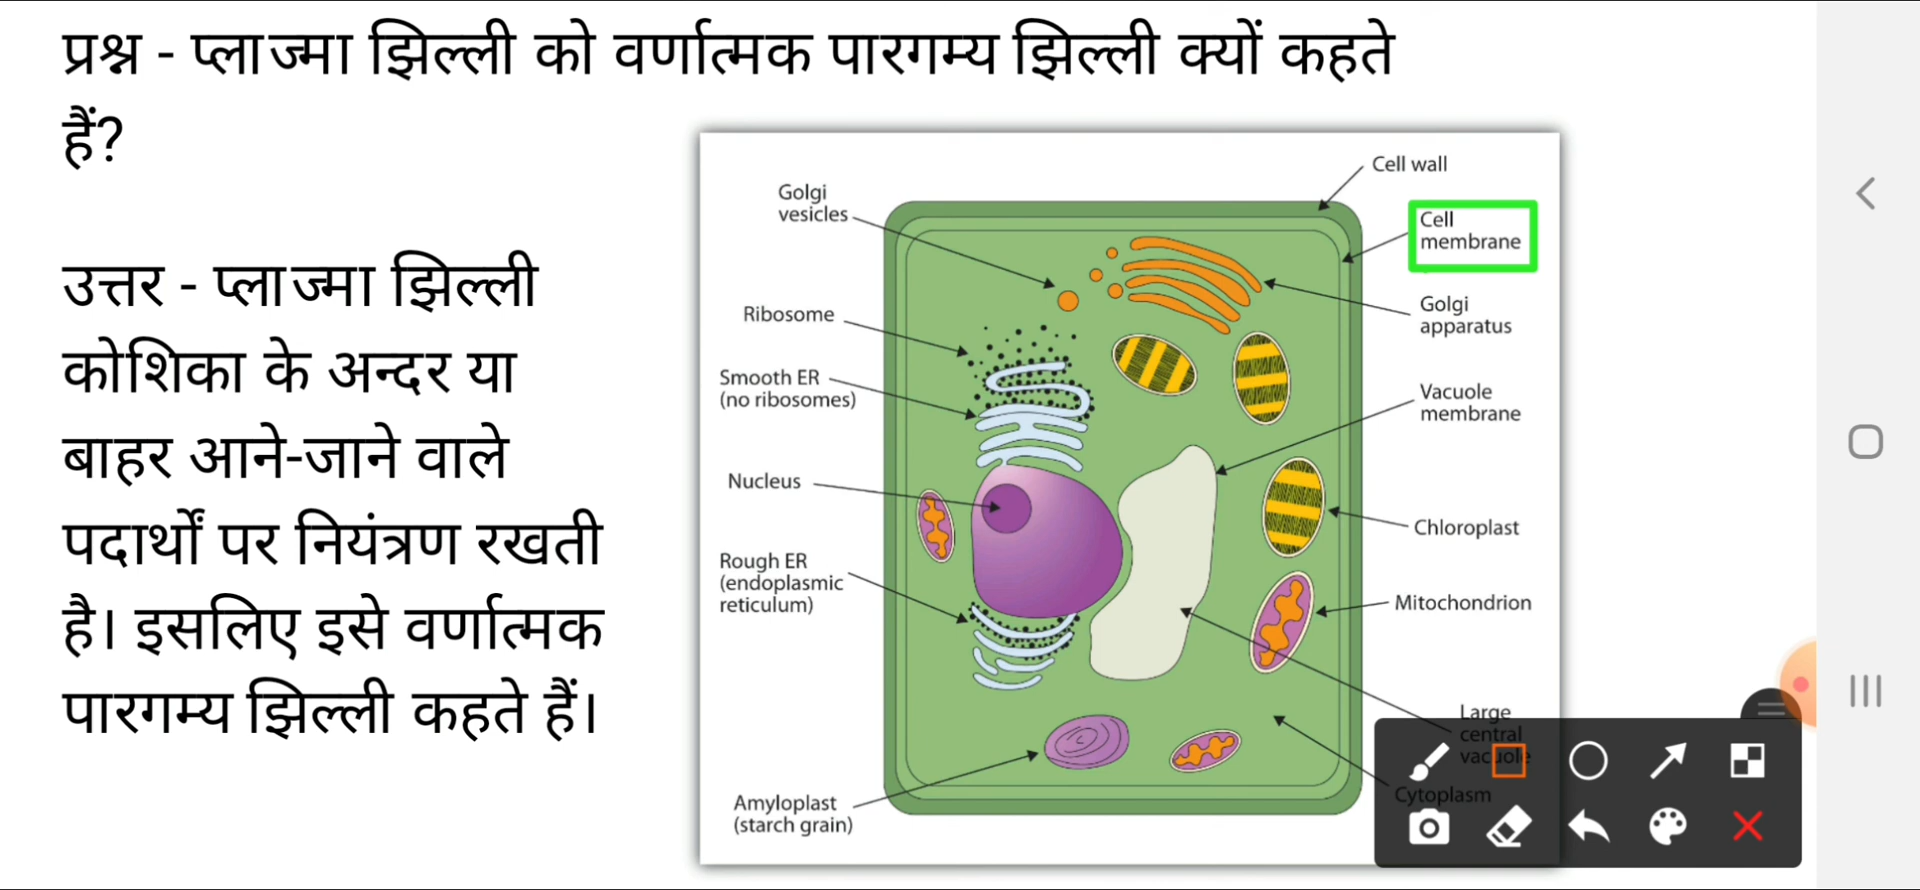 प्रश्न - प्लाज्मा झिल्ली को वर्णात्मक पारगम्य झिल्ली क्यों कहते
हैं?
उत्तर - प्लाज्मा झिल्ली
कोशिका के अन्दर या
बाहर आने-जाने वाले
पदार्थों पर नियंत्रण रखती
है। इसलिए इसे वर्णात्मक
पारगम्य झिल्ली कहते हैं।
Cell wall
Golgi
vesicles
Cell
membrane
Ribosome
Golgi
apparatus
Smooth ER
(no ribosomes)
Vacuole
membrane
Nucleus
Chloroplast
Rough ER
(endoplasmic
reticulum)
Mitochondrion
Large
central
vacuole
Cytoplasm
Amyloplast
(starch grain)